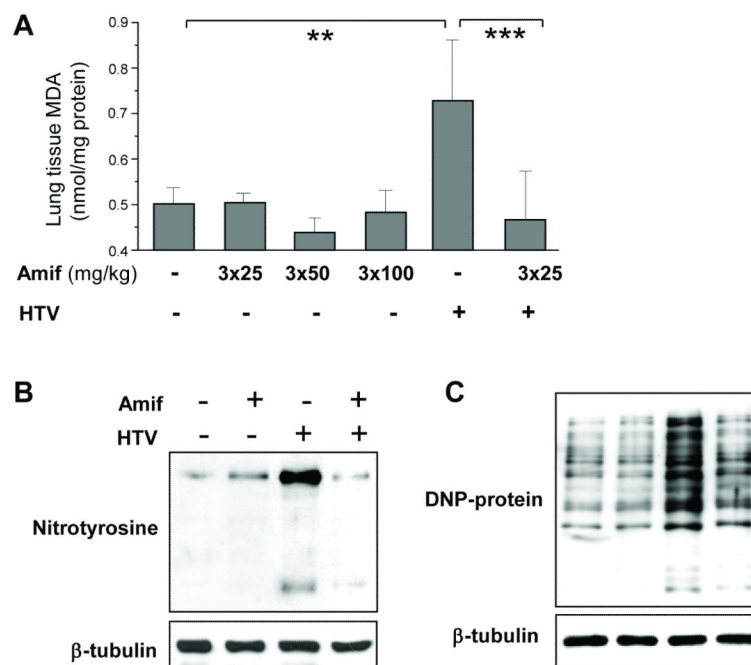 A
0.9
** ***
0.8
0.7
0.6
0.5
0.4
Lung tissue MDA
(nmol/mg protein)
Amif (mg/kg) - 3x25 3x50 3x100 - 3x25
HTV - - - - + +
B
Amif - + - +
HTV - - + +
Nitrotyrosine
β-tubulin
C
DNP-protein
β-tubulin